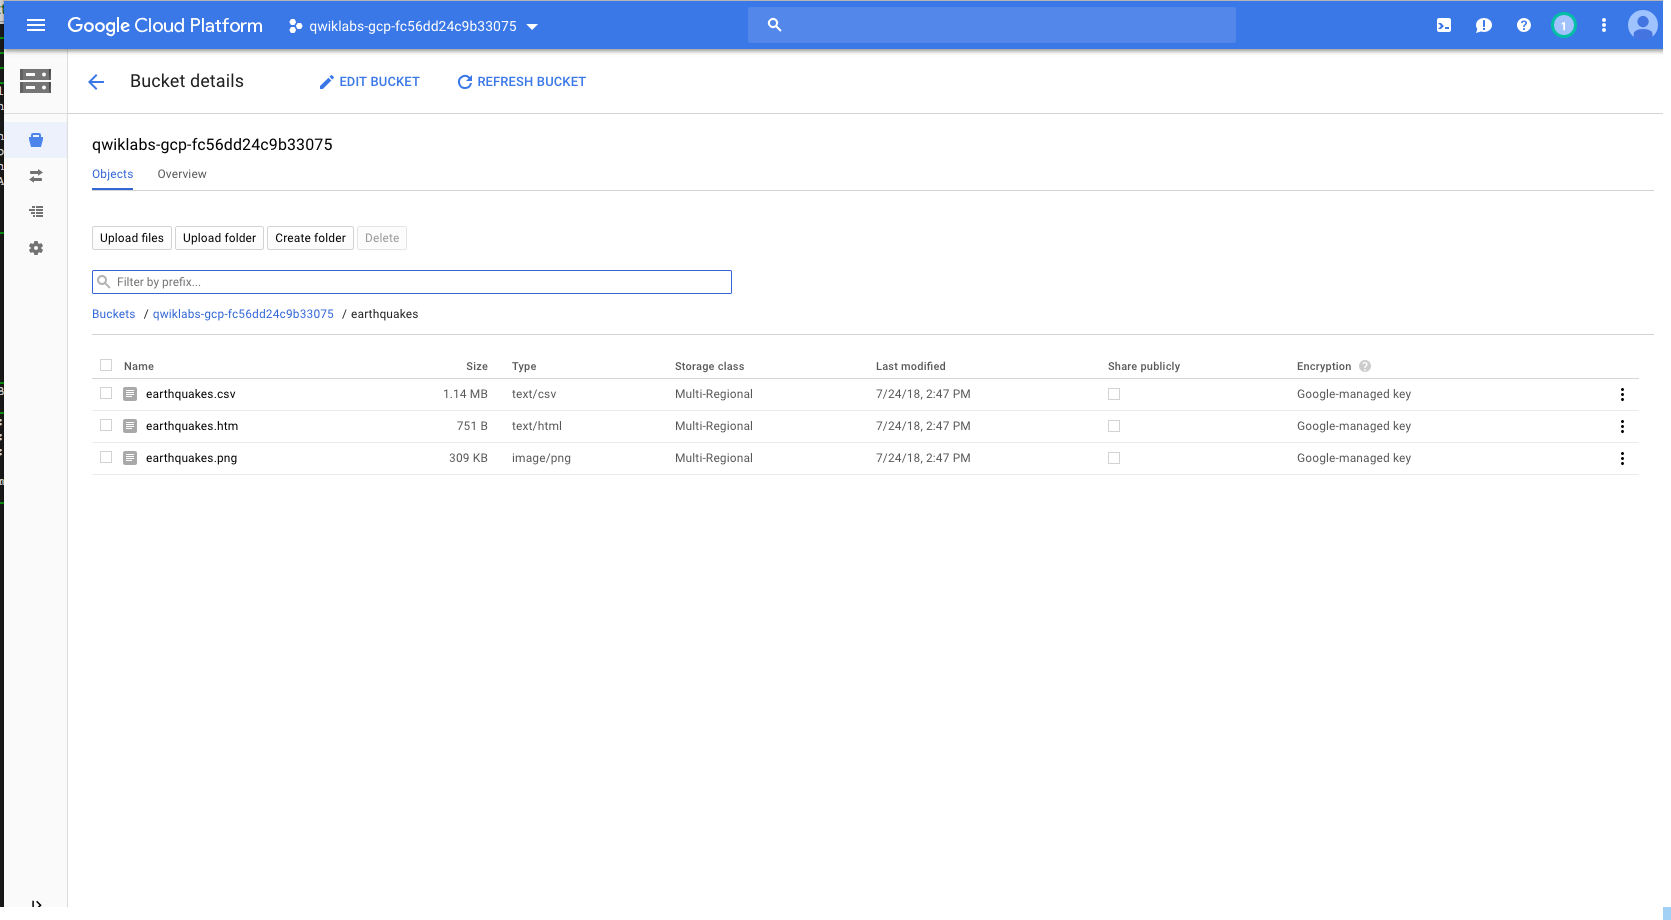 Google Cloud Platform qwiklabs-gcp-fc56dd24c9b33075 1
Bucket details EDIT BUCKET REFRESH BUCKET
qwiklabs-gcp-fc56dd24c9b33075
Objects Overview
Upload files Upload folder Create folder Delete
Filter by prefix...
Buckets / qwiklabs-gcp-fc56dd24c9b33075 / earthquakes
Name Size Type Storage class Last modified Share publicly Encryption ?
earthquakes.csv 1.14 MB text/csv Multi-Regional 7/24/18, 2:47 PM Google-managed key
earthquakes.htm 751 B text/html Multi-Regional 7/24/18, 2:47 PM Google-managed key
earthquakes.png 309 KB image/png Multi-Regional 7/24/18, 2:47 PM Google-managed key